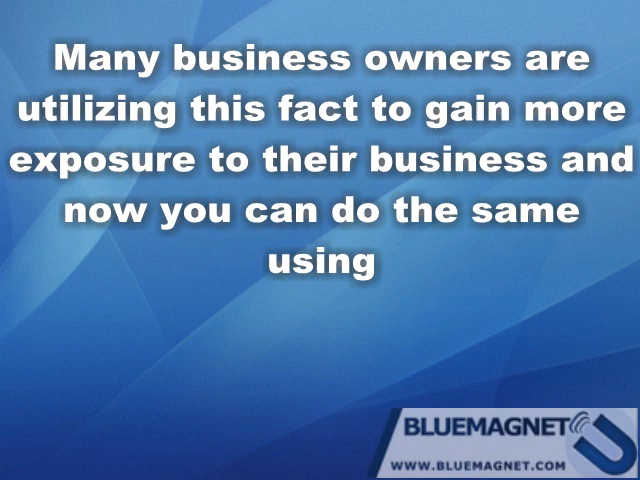 Many business owners are
utilizing this fact to gain more
exposure to their business and
now you can do the same
using
BLUEMAGNET
WWW.BLUEMAGNET.COM